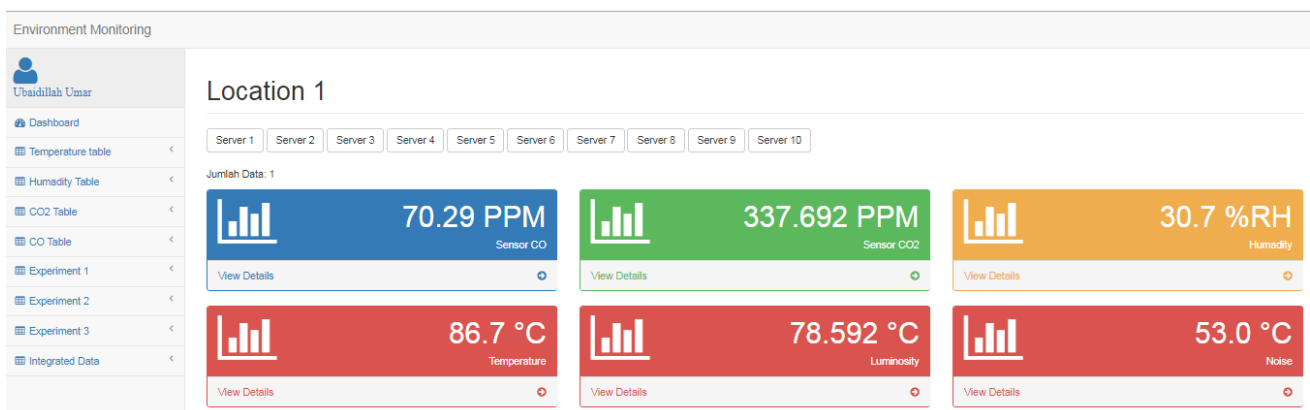 Environment Monitoring
Ubaidillah Umar
Dashboard
Temperature table
Humadity Table
CO2 Table
CO Table
Experiment 1
Experiment 2
Experiment 3
Integrated Data
Location 1
Server 1 Server 2 Server 3 Server 4 Server 5 Server 6 Server 7 Server 8 Server 9 Server 10
Jumlah Data: 1
70.29 PPM
Sensor CO
View Details
337.692 PPM
Sensor CO2
View Details
30.7 %RH
Humadity
View Details
86.7 °C
Temperature
View Details
78.592 °C
Luminosity
View Details
53.0 °C
Noise
View Details